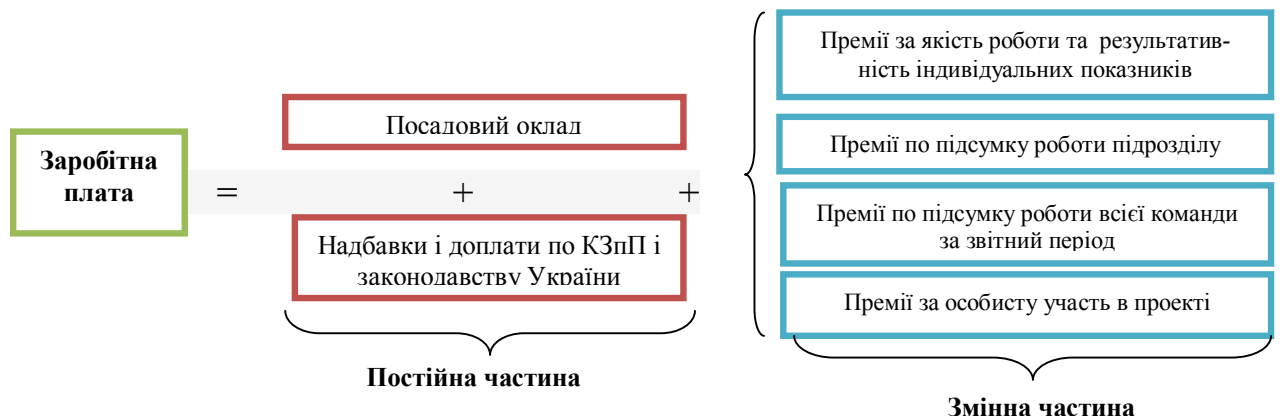 Заробітна
плата
=
Посадовий оклад
+
Надбавки і доплати по КЗпП і
законодавству України
Постійна частина
+
Премії за якість роботи та результатив-
ність індивідуальних показників
Премії по підсумку роботи підрозділу
Премії по підсумку роботи всієї команди
за звітний період
Премії за особисту участь в проекті
Змінна частина